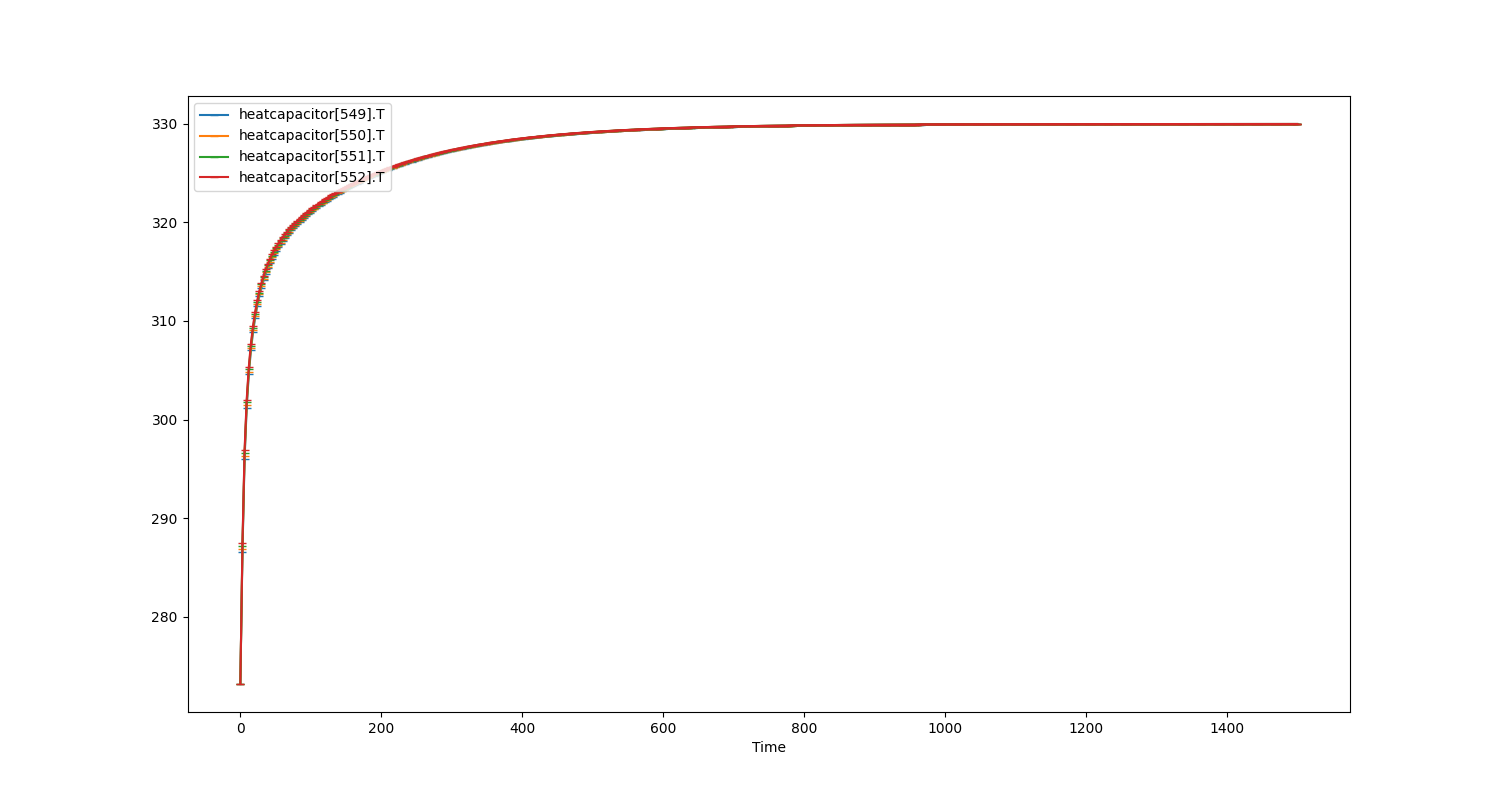 heatcapacitor[549].T
heatcapacitor[550].T
heatcapacitor[551].T
heatcapacitor[552].T
330
320
310
300
290
280
0 200 400 600 800 1000 1200 1400
Time